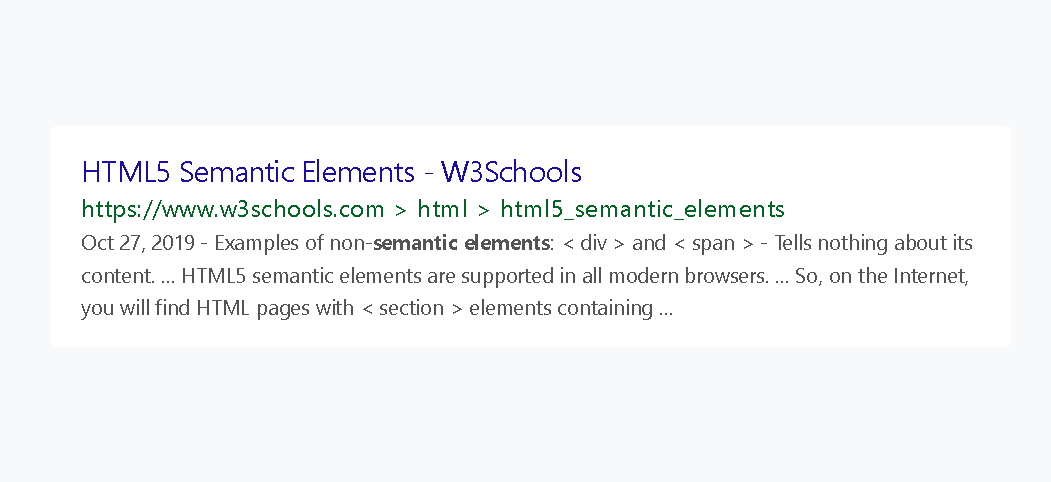 HTML5 Semantic Elements - W3Schools
https://www.w3schools.com > html > html5_semantic_elements
Oct 27, 2019 - Examples of non-semantic elements: < div > and < span > - Tells nothing about its
content. ... HTML5 semantic elements are supported in all modern browsers. ... So, on the Internet,
you will find HTML pages with < section > elements containing ...